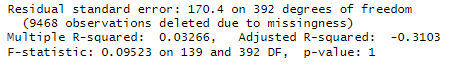 Residual standard error: 170.4 on 392 degrees of freedom
(9468 observations deleted due to missingness)
Multiple R-squared: 0.03266, Adjusted R-squared: -0.3103
F-statistic: 0.09523 on 139 and 392 DF, p-value: 1